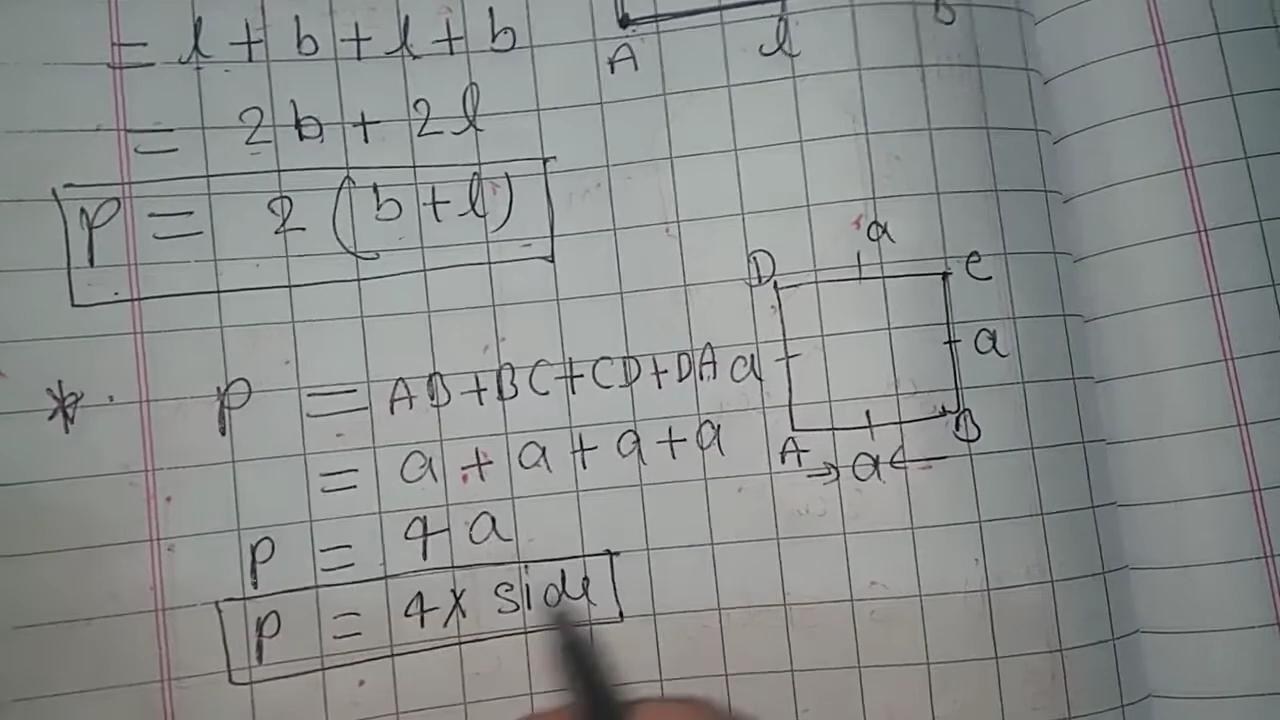 = l + b + l + b
A l B
= 2b + 2l
P = 2 (b+l)
a
D C
* P = AB+BC+CD+DA a a
= a + a + a + a
A → a ← B
P = 4a
P = 4 x side